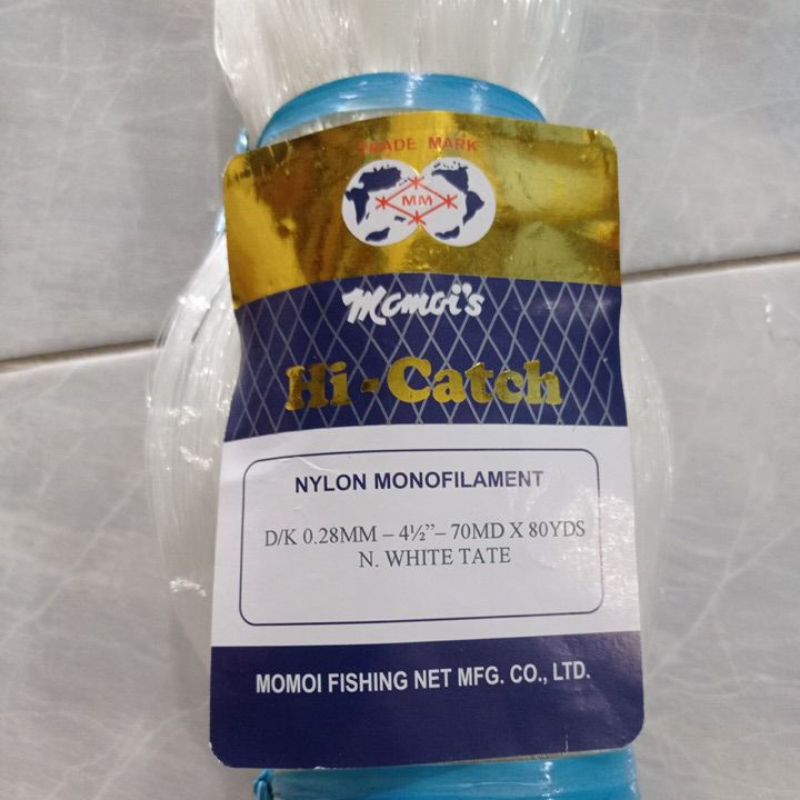 TRADE MARK
MM
Momoi's
Hi-Catch
NYLON MONOFILAMENT
D/K 0.28MM – 4½”– 70MD X 80YDS
N. WHITE TATE
MOMOI FISHING NET MFG. CO., LTD.